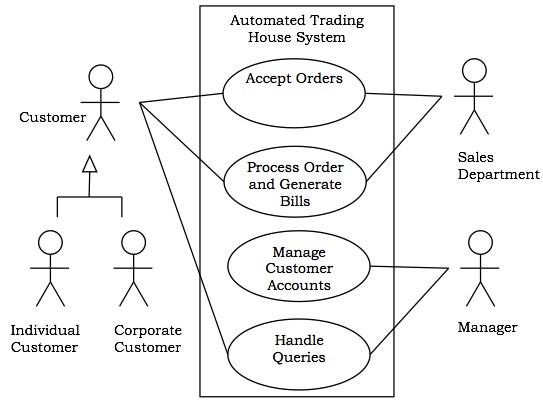 Automated Trading
House System
Accept Orders
Customer
Process Order
and Generate
Bills
Sales
Department
Manage
Customer
Accounts
Individual
Customer
Corporate
Customer
Handle
Queries
Manager